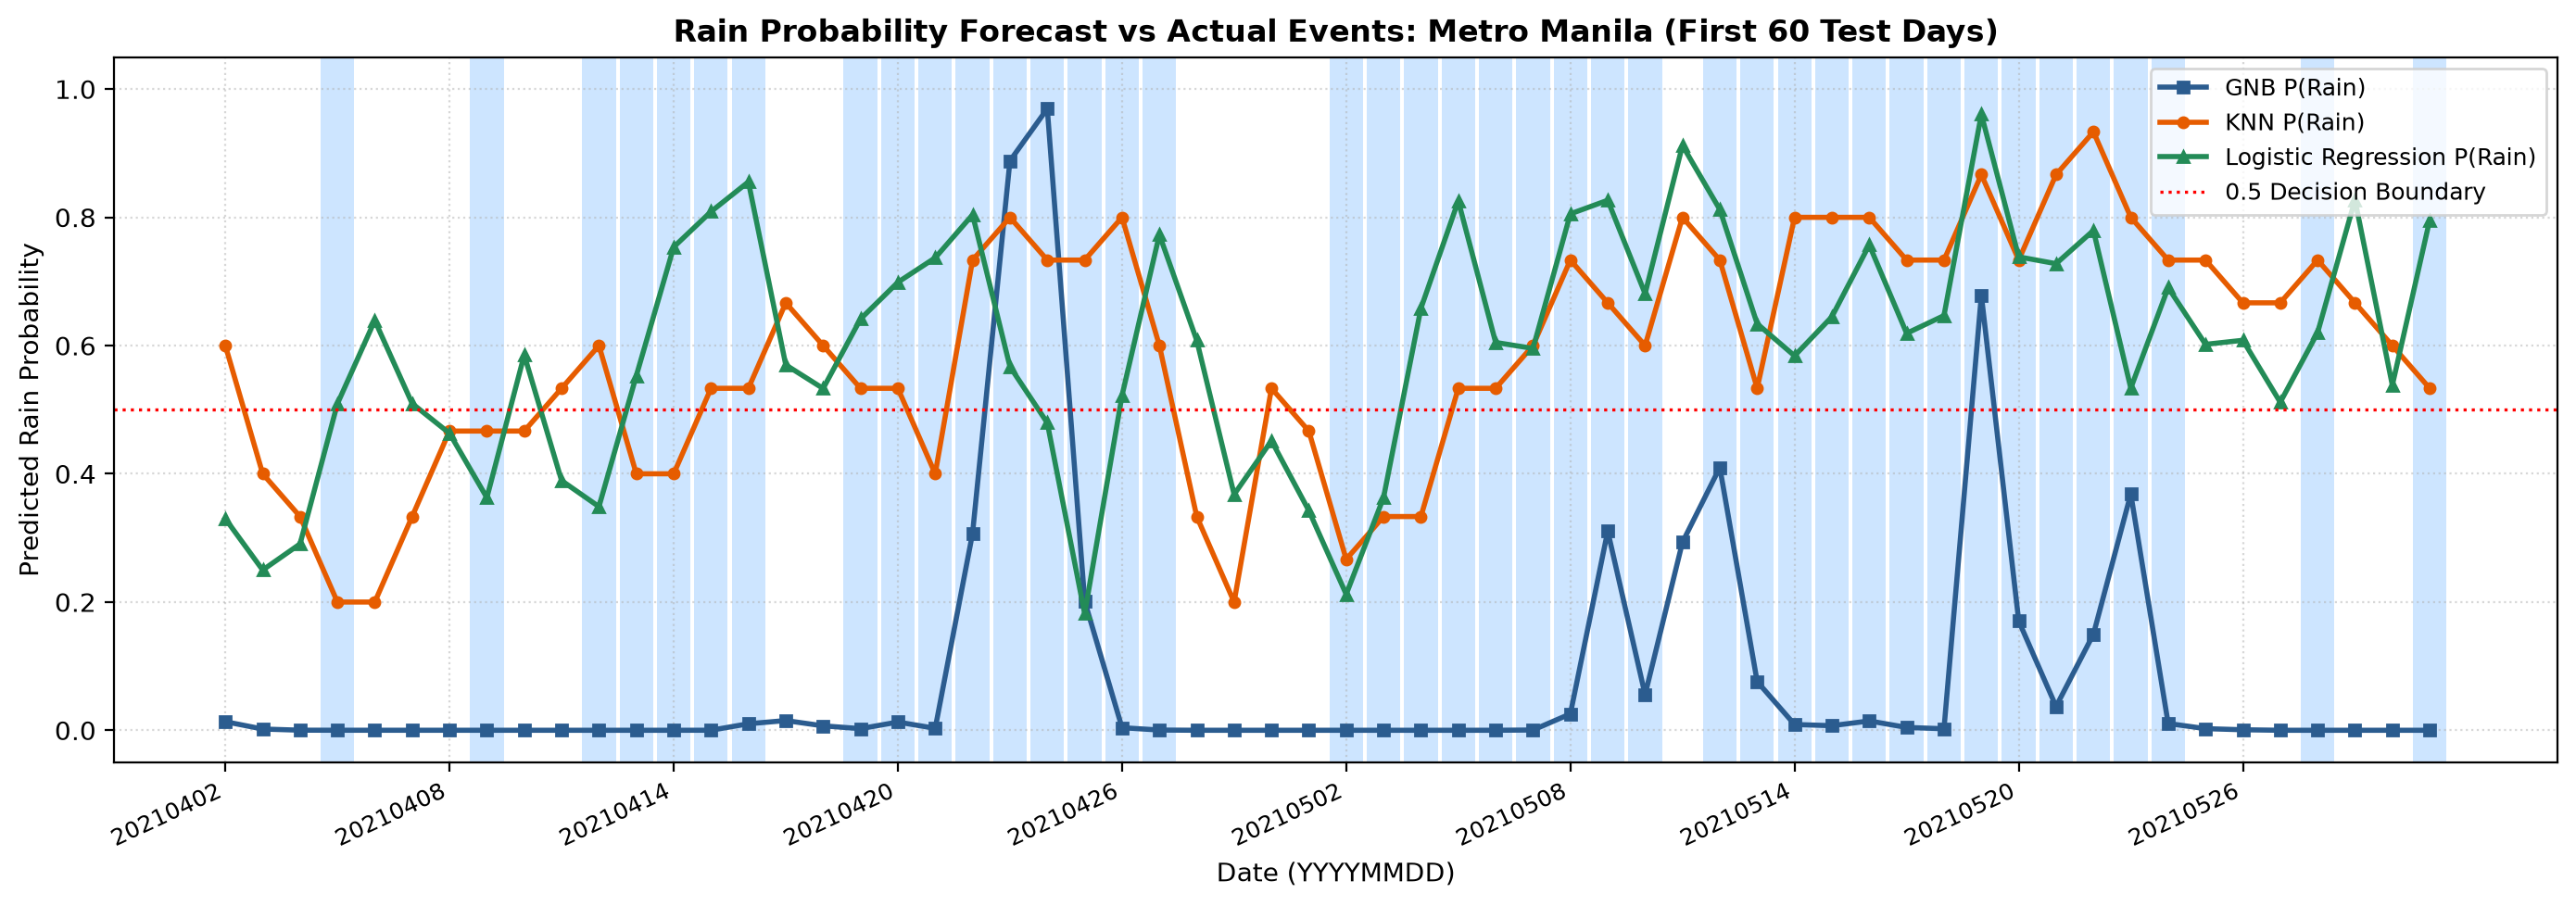 Rain Probability Forecast vs Actual Events: Metro Manila (First 60 Test Days)
Predicted Rain Probability
1.0
0.8
0.6
0.4
0.2
0.0
GNB P(Rain)
KNN P(Rain)
Logistic Regression P(Rain)
0.5 Decision Boundary
20210402
20210408
20210414
20210420
20210426
20210502
20210508
20210514
20210520
20210526
Date (YYYYMMDD)